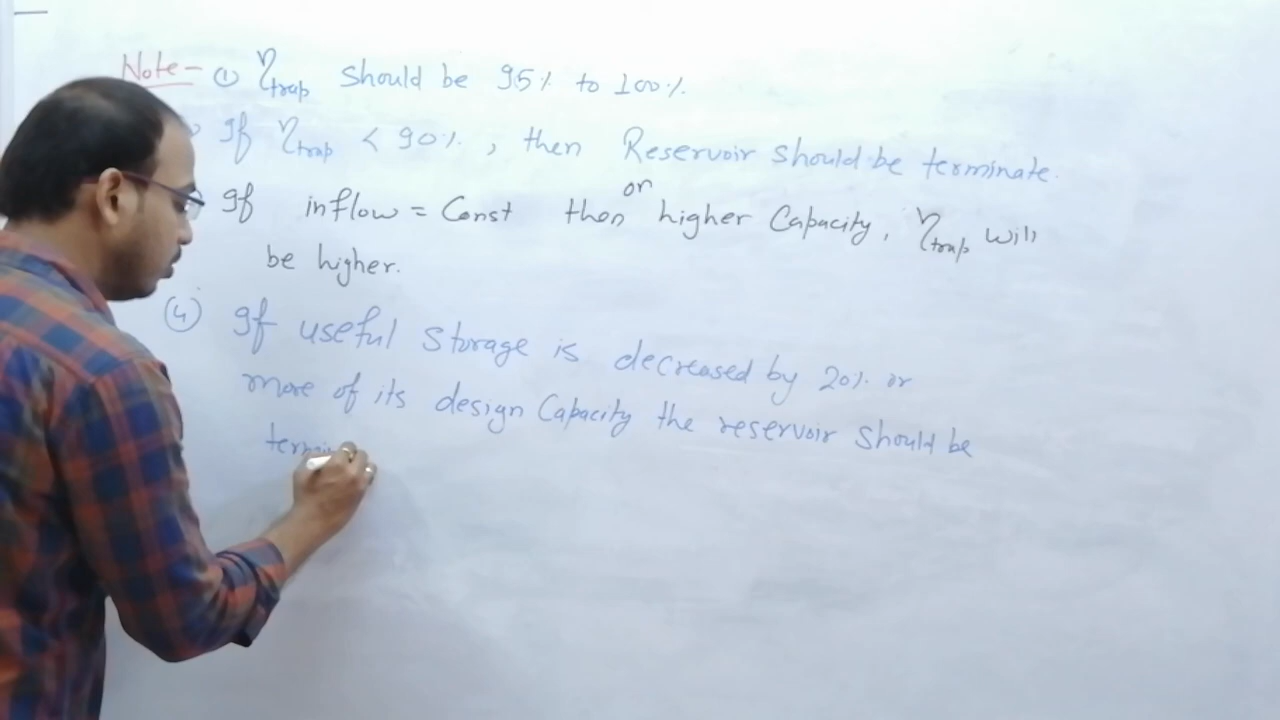 Note - ① η trap should be 95% to 100%.
If η trap < 90%, then Reservoir should be terminate.
or
If inflow = Const then higher Capacity, η trap will
be higher.
④ If useful storage is decreased by 20% or
more of its design Capacity the reservoir should be